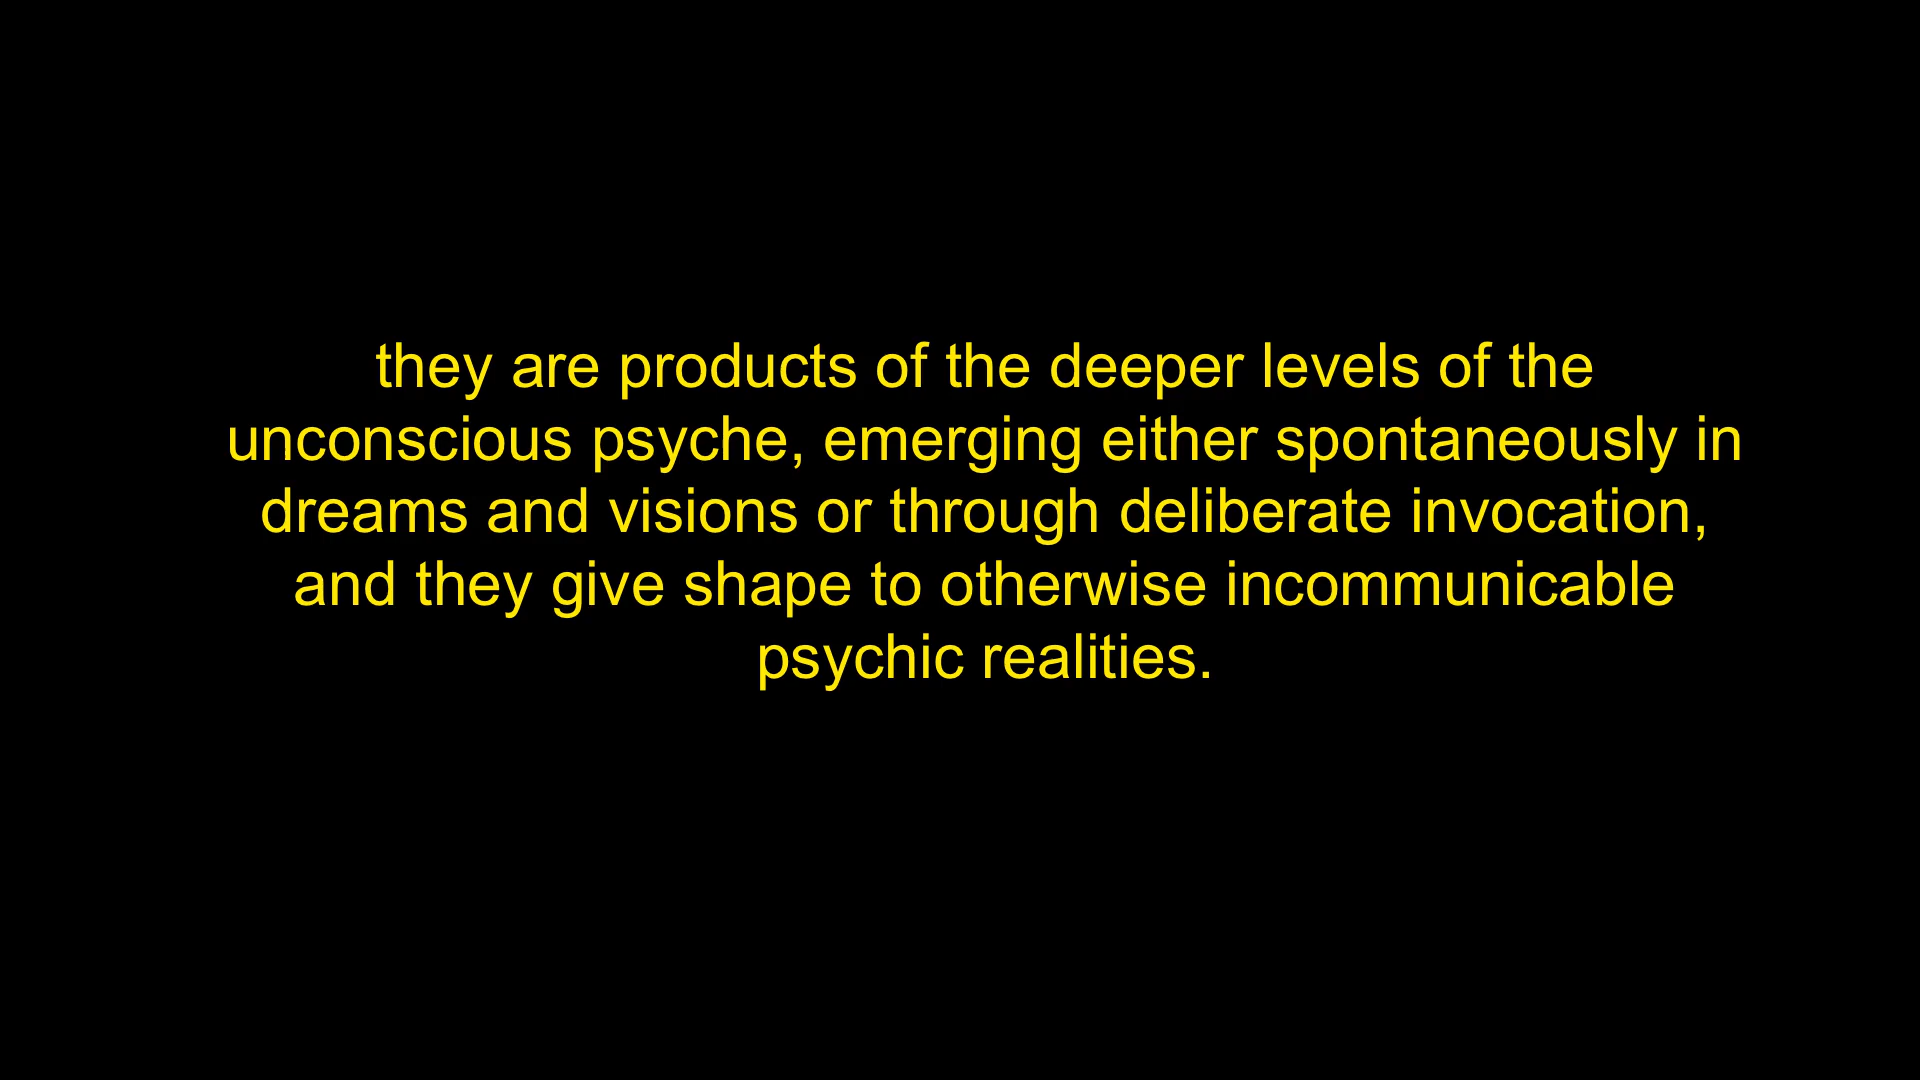 they are products of the deeper levels of the
unconscious psyche, emerging either spontaneously in
dreams and visions or through deliberate invocation,
and they give shape to otherwise incommunicable
psychic realities.